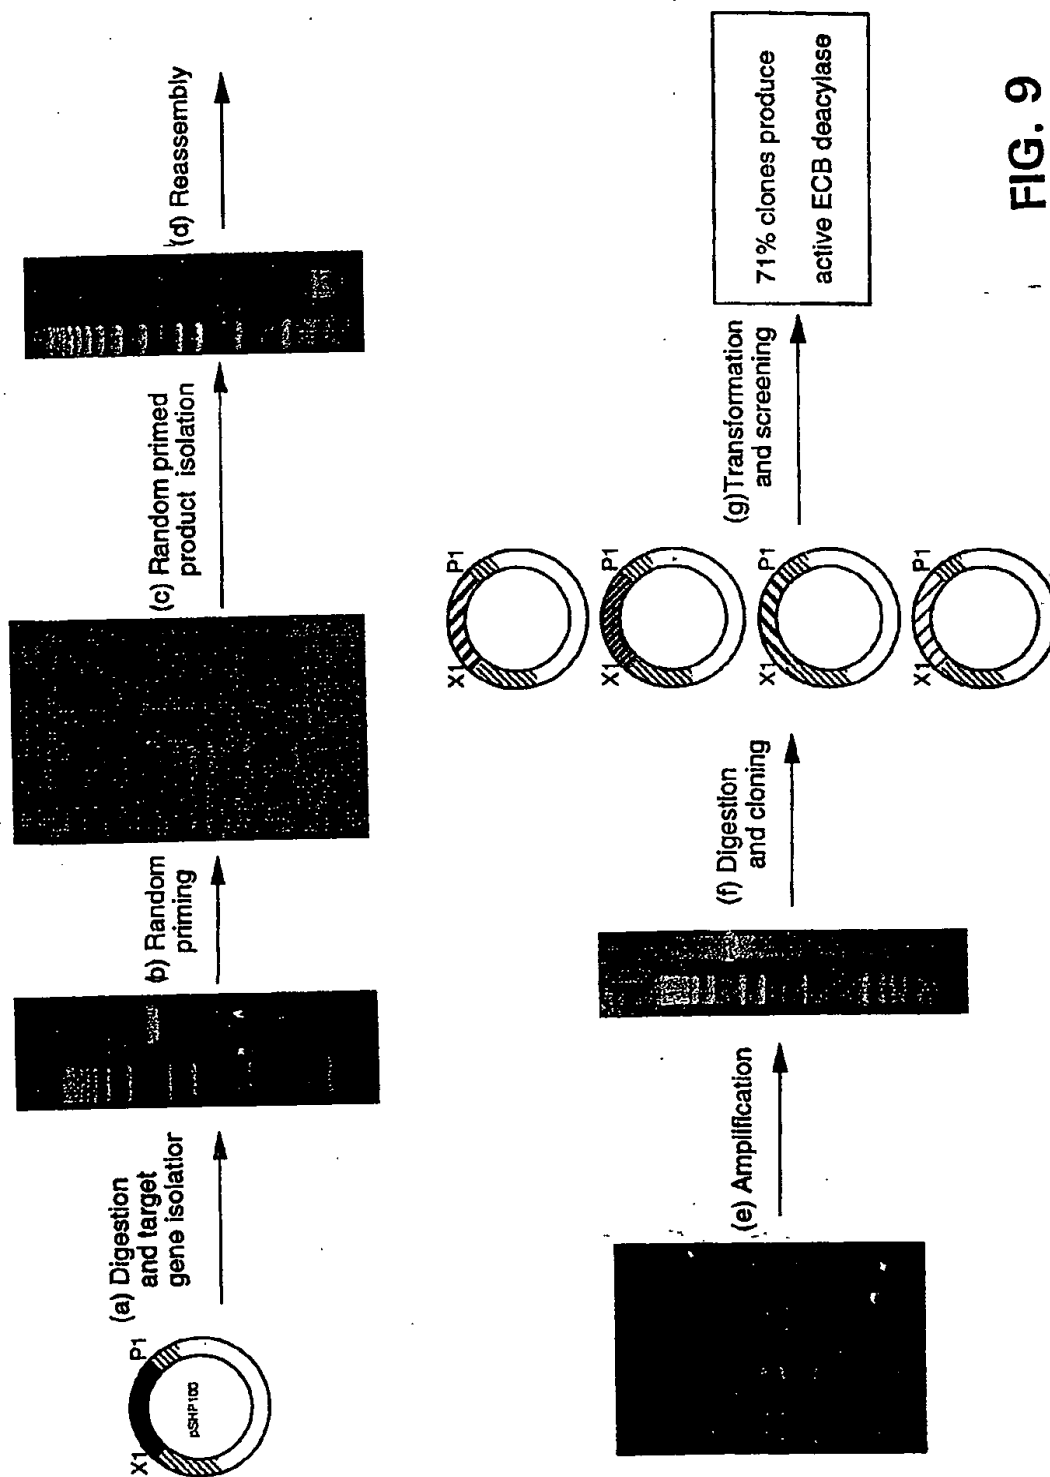 X1
P1
pSHP100
(a) Digestion
and target
gene isolatior
(b) Random
priming
(c) Random primed
product isolation
(d) Reassembly
(e) Amplification
(f) Digestion
and cloning
X1
P1
X1
P1
X1
P1
X1
P1
(g)Transformation
and screening
71% clones produce
active ECB deacylase
FIG. 9